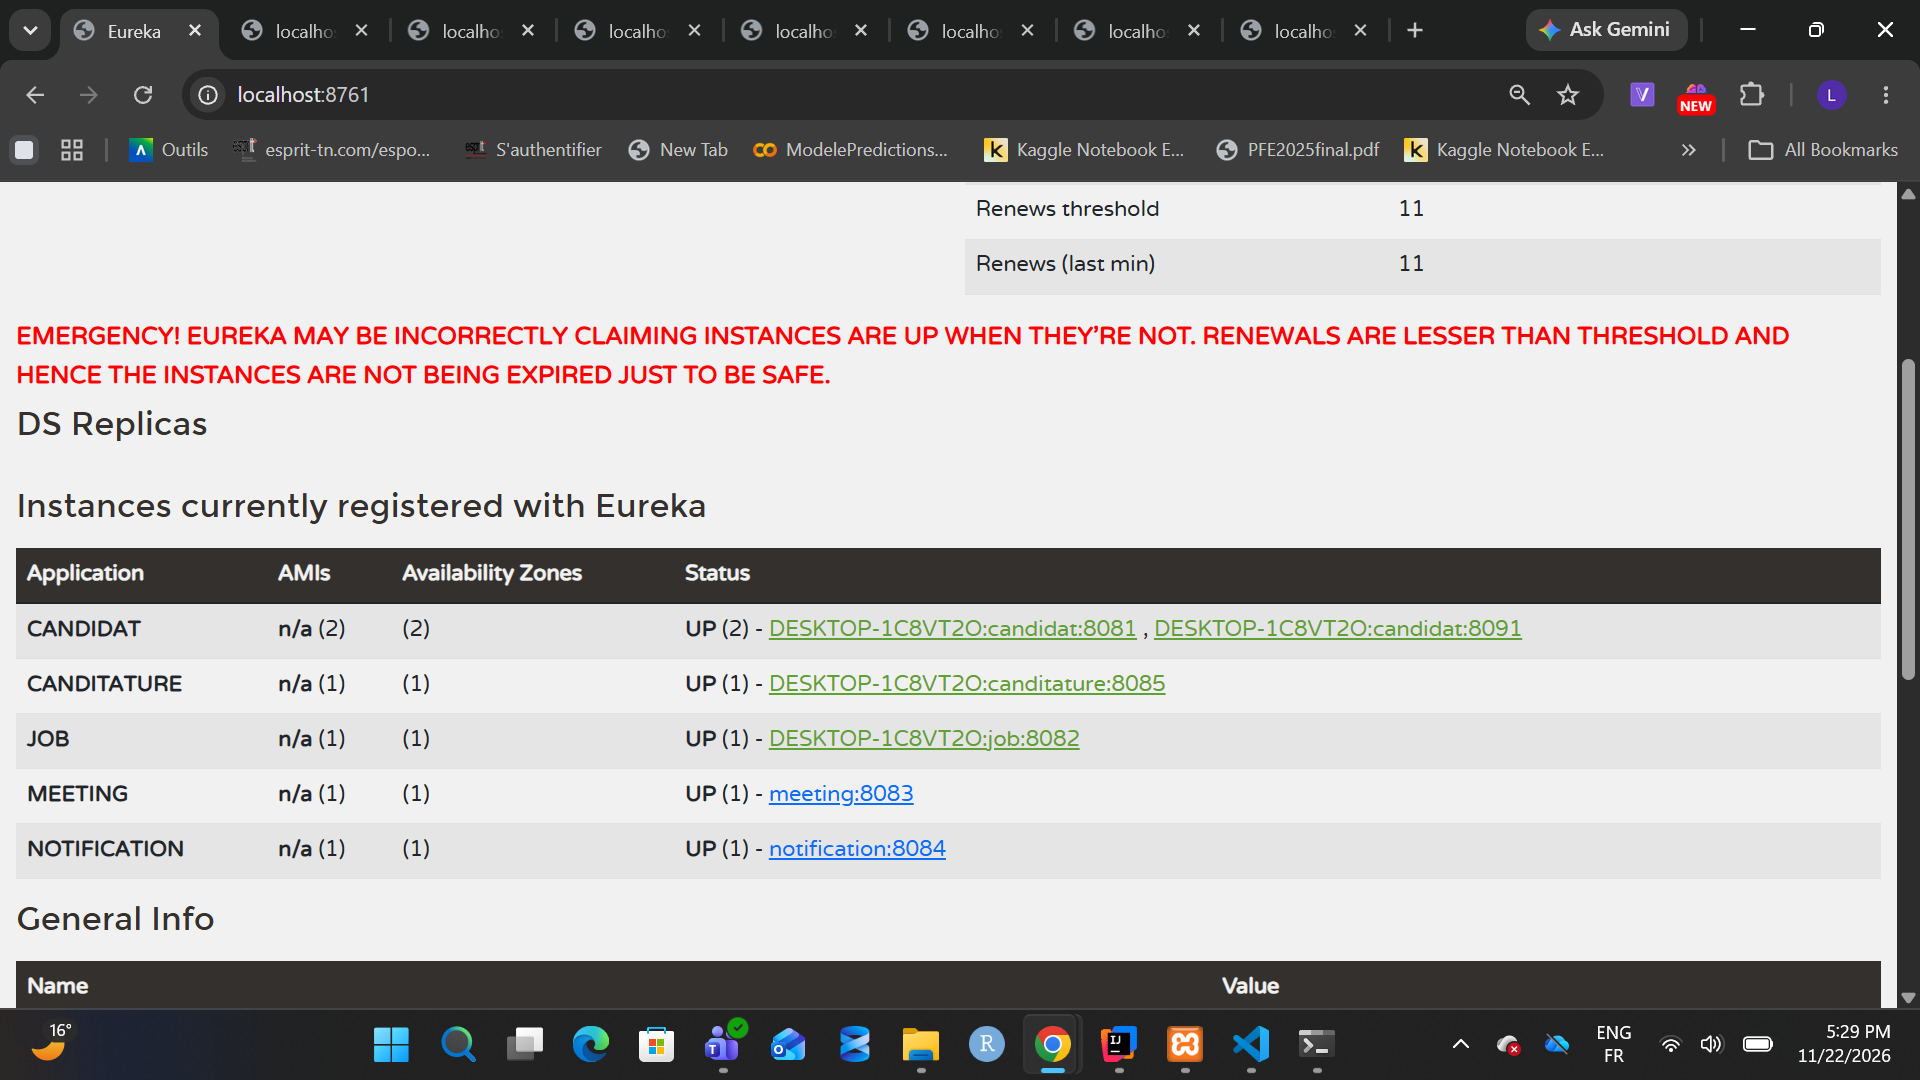 Eureka
localho
localho
localho
localho
localho
localho
localho
Ask Gemini
localhost:8761
V
NEW
L
Outils
esprit-tn.com/espo...
S'authentifier
New Tab
ModelePredictions...
Kaggle Notebook E...
PFE2025final.pdf
Kaggle Notebook E...
All Bookmarks
Renews threshold 11
Renews (last min) 11
EMERGENCY! EUREKA MAY BE INCORRECTLY CLAIMING INSTANCES ARE UP WHEN THEY’RE NOT. RENEWALS ARE LESSER THAN THRESHOLD AND
HENCE THE INSTANCES ARE NOT BEING EXPIRED JUST TO BE SAFE.
DS Replicas
Instances currently registered with Eureka
Application AMIs Availability Zones Status
CANDIDAT n/a (2) (2) UP (2) - DESKTOP-1C8VT2O:candidat:8081 , DESKTOP-1C8VT2O:candidat:8091
CANDITATURE n/a (1) (1) UP (1) - DESKTOP-1C8VT2O:canditature:8085
JOB n/a (1) (1) UP (1) - DESKTOP-1C8VT2O:job:8082
MEETING n/a (1) (1) UP (1) - meeting:8083
NOTIFICATION n/a (1) (1) UP (1) - notification:8084
General Info
Name Value
16°
ENG
FR
5:29 PM
11/22/2026